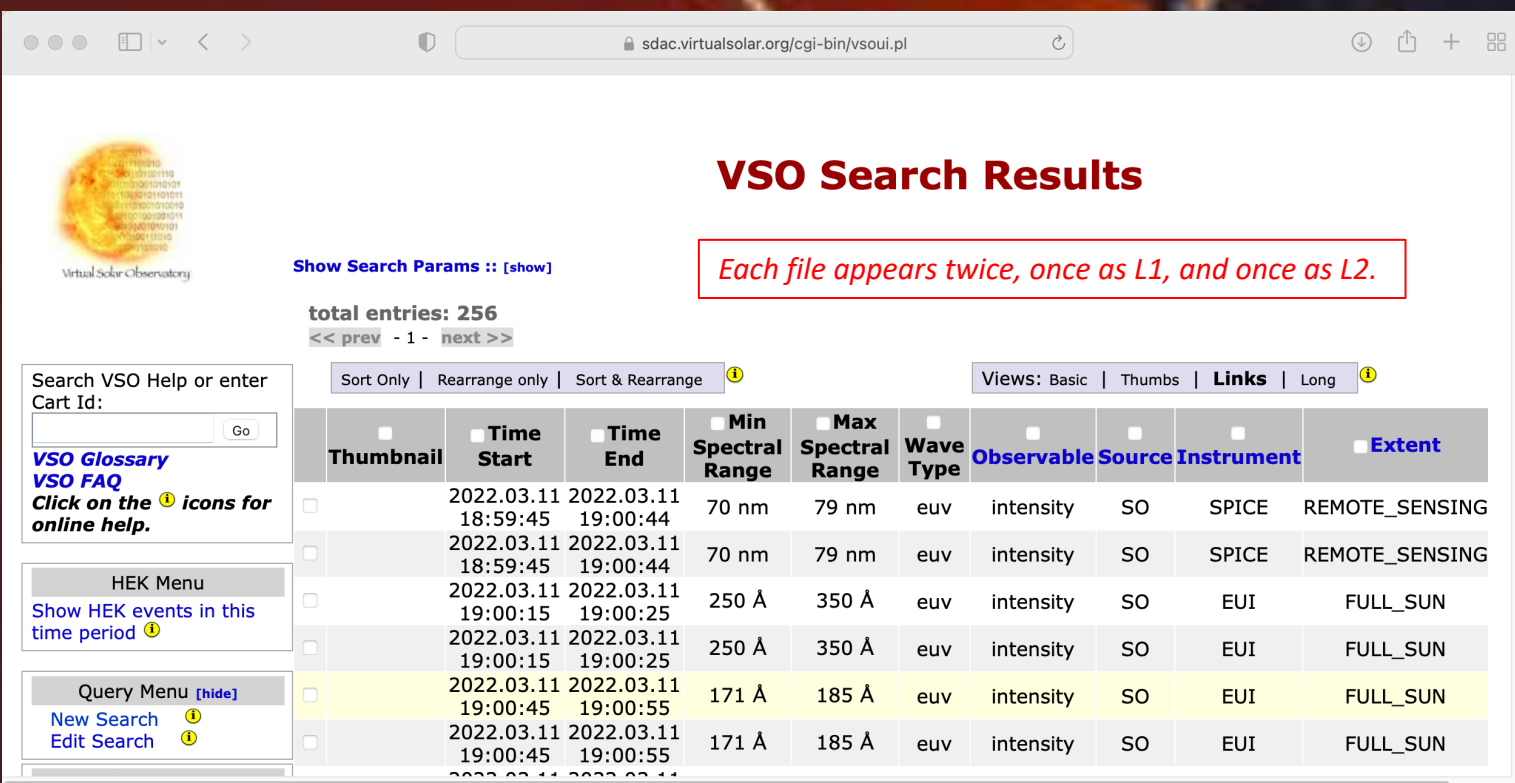 sdac.virtualsolar.org/cgi-bin/vsoui.pl
Virtual Solar Observatory
VSO Search Results
Each file appears twice, once as L1, and once as L2.
Show Search Params :: [show]
total entries: 256
<< prev - 1 - next >>
Search VSO Help or enter
Cart Id:
Go
VSO Glossary
VSO FAQ
Click on the i icons for
online help.
HEK Menu
Show HEK events in this
time period i
Query Menu [hide]
New Search i
Edit Search i
Sort Only | Rearrange only | Sort & Rearrange i
Views: Basic | Thumbs | Links | Long i
Thumbnail Time Start Time End Min Spectral Range Max Spectral Range Wave Type Observable Source Instrument Extent
2022.03.11 18:59:45 2022.03.11 19:00:44 70 nm 79 nm euv intensity SO SPICE REMOTE_SENSING
2022.03.11 18:59:45 2022.03.11 19:00:44 70 nm 79 nm euv intensity SO SPICE REMOTE_SENSING
2022.03.11 19:00:15 2022.03.11 19:00:25 250 Å 350 Å euv intensity SO EUI FULL_SUN
2022.03.11 19:00:15 2022.03.11 19:00:25 250 Å 350 Å euv intensity SO EUI FULL_SUN
2022.03.11 19:00:45 2022.03.11 19:00:55 171 Å 185 Å euv intensity SO EUI FULL_SUN
2022.03.11 19:00:45 2022.03.11 19:00:55 171 Å 185 Å euv intensity SO EUI FULL_SUN